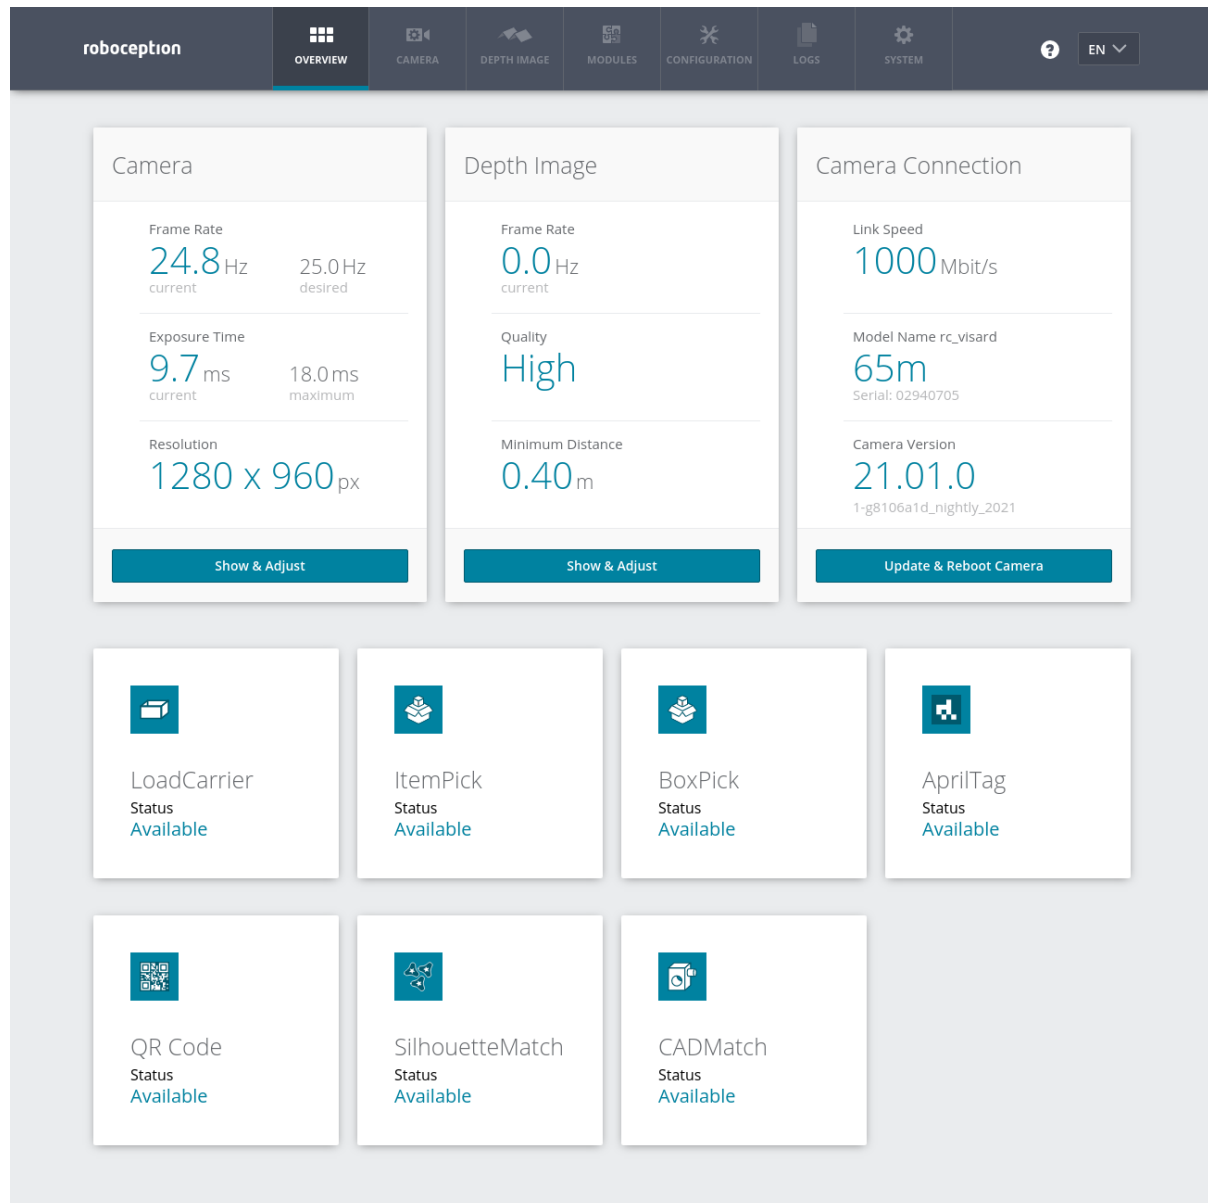 roboception
OVERVIEW
CAMERA
DEPTH IMAGE
MODULES
CONFIGURATION
LOGS
SYSTEM
?
EN
Camera
Frame Rate
24.8 Hz 25.0 Hz
current desired
Exposure Time
9.7 ms 18.0 ms
current maximum
Resolution
1280 x 960 px
Show & Adjust
Depth Image
Frame Rate
0.0 Hz
current
Quality
High
Minimum Distance
0.40 m
Show & Adjust
Camera Connection
Link Speed
1000 Mbit/s
Model Name rc_visard
65m
Serial: 02940705
Camera Version
21.01.0
1-g8106a1d_nightly_2021
Update & Reboot Camera
LoadCarrier
Status
Available
ItemPick
Status
Available
BoxPick
Status
Available
AprilTag
Status
Available
QR Code
Status
Available
SilhouetteMatch
Status
Available
CADMatch
Status
Available